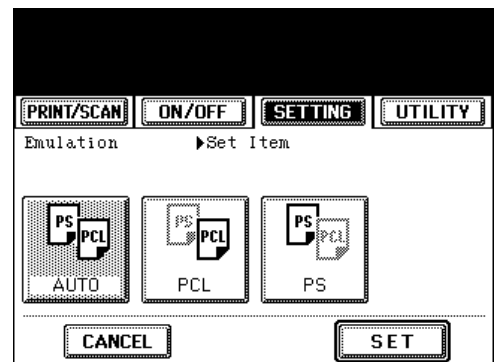 PRINT/SCAN ON/OFF SETTING UTILITY
Emulation ▶Set Item
PS PCL PS PCL PS PCL
AUTO PCL PS
CANCEL SET